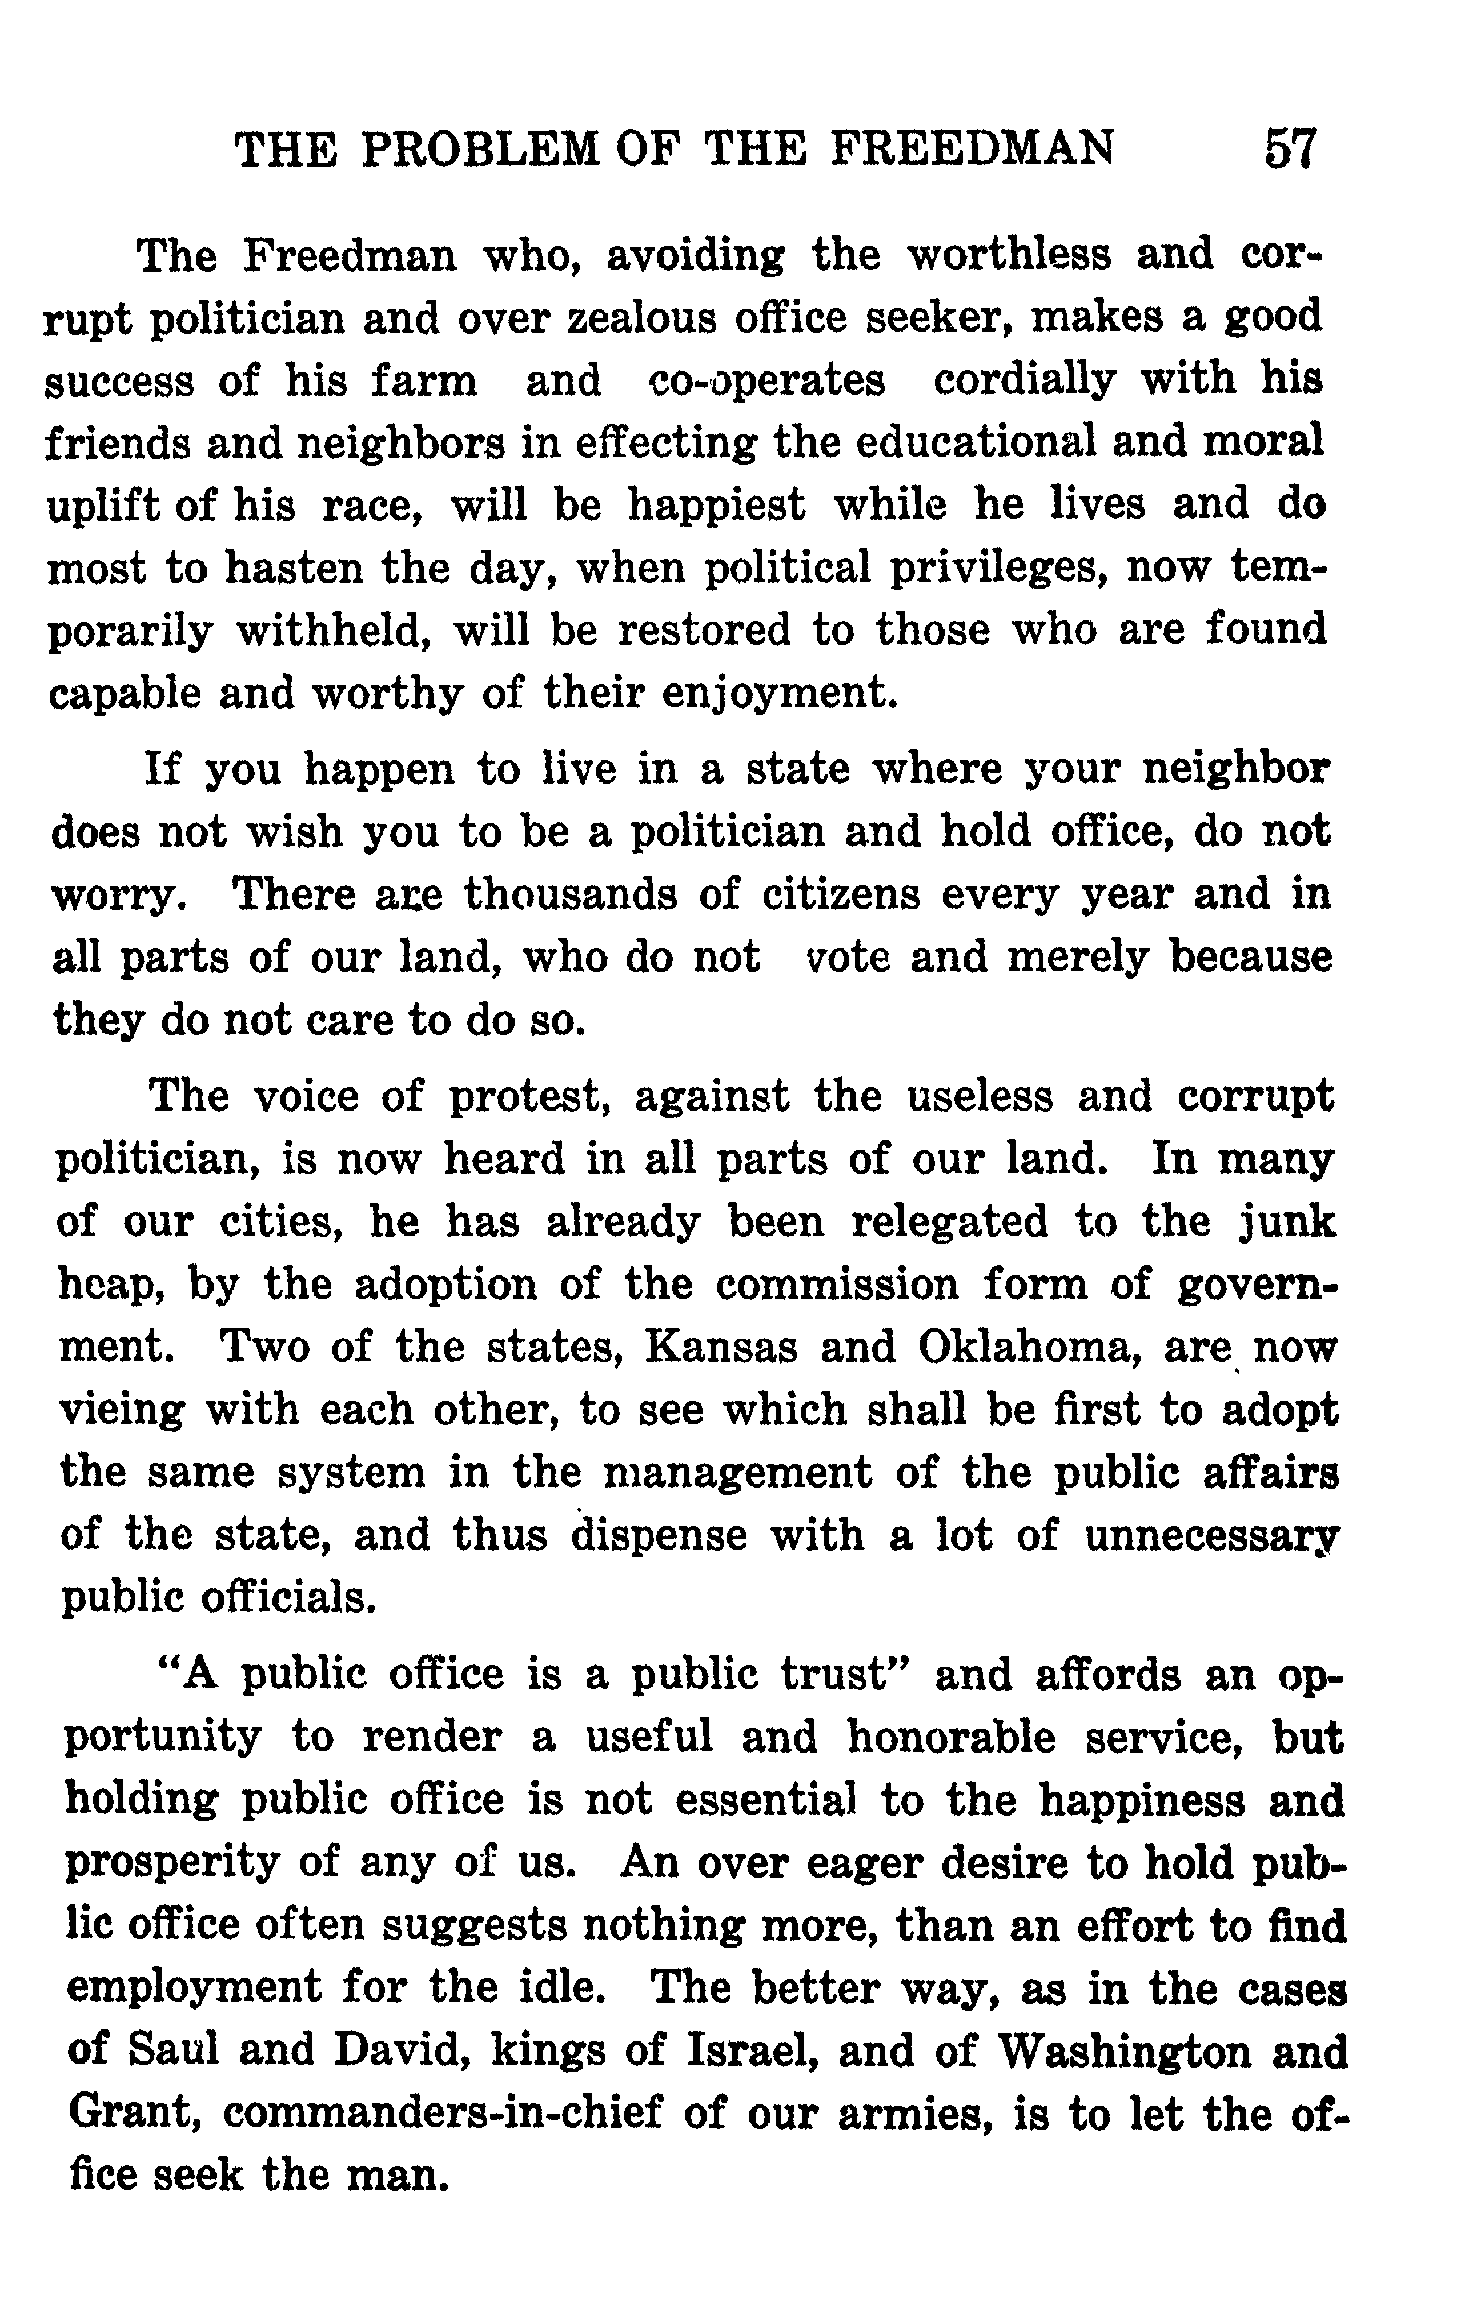 THE PROBLEM OF THE FREEDMAN 57
The Freedman who, avoiding the worthless and cor-
rupt politician and over zealous office seeker, makes a good
success of his farm and co-operates cordially with his
friends and neighbors in effecting the educational and moral
uplift of his race, will be happiest while he lives and do
most to hasten the day, when political privileges, now tem-
porarily withheld, will be restored to those who are found
capable and worthy of their enjoyment.
If you happen to live in a state where your neighbor
does not wish you to be a politician and hold office, do not
worry. There are thousands of citizens every year and in
all parts of our land, who do not vote and merely because
they do not care to do so.
The voice of protest, against the useless and corrupt
politician, is now heard in all parts of our land. In many
of our cities, he has already been relegated to the junk
heap, by the adoption of the commission form of govern-
ment. Two of the states, Kansas and Oklahoma, are now
vieing with each other, to see which shall be first to adopt
the same system in the management of the public affairs
of the state, and thus dispense with a lot of unnecessary
public officials.
"A public office is a public trust" and affords an op-
portunity to render a useful and honorable service, but
holding public office is not essential to the happiness and
prosperity of any of us. An over eager desire to hold pub-
lic office often suggests nothing more, than an effort to find
employment for the idle. The better way, as in the cases
of Saul and David, kings of Israel, and of Washington and
Grant, commanders-in-chief of our armies, is to let the of-
fice seek the man.